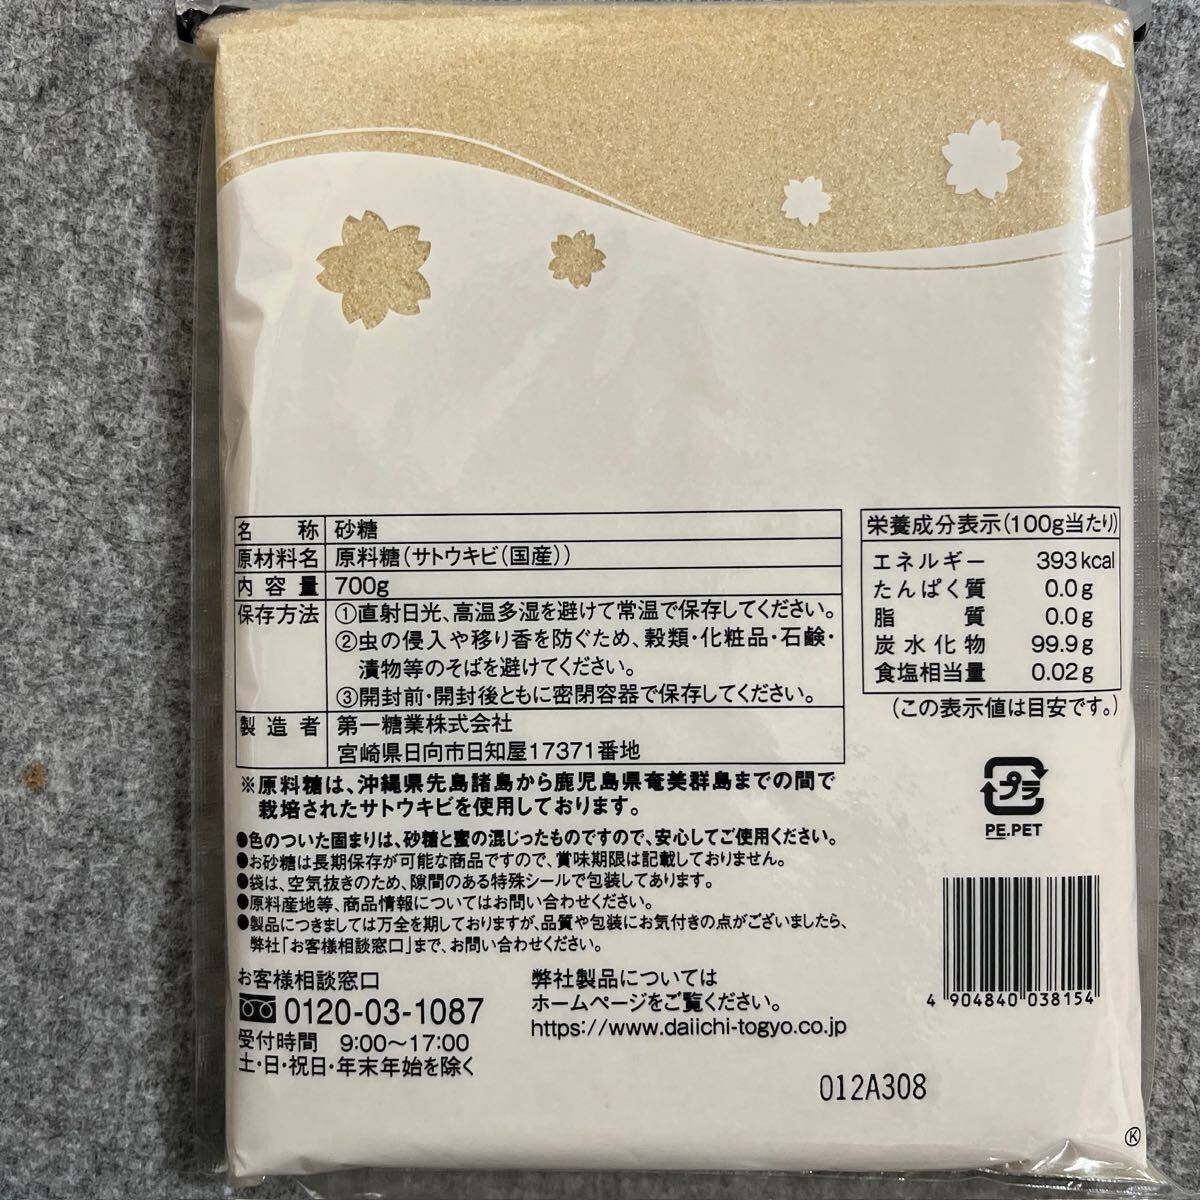 名称 砂糖
原材料名 原料糖(サトウキビ(国産))
内容量 700g
保存方法 ①直射日光、高温多湿を避けて常温で保存してください。
②虫の侵入や移り香を防ぐため、穀類・化粧品・石鹸・
漬物等のそばを避けてください。
③開封前・開封後ともに密閉容器で保存してください。
製造者 第一糖業株式会社
宮崎県日向市日知屋17371番地
栄養成分表示(100g当たり)
エネルギー 393kcal
たんぱく質 0.0g
脂質 0.0g
炭水化物 99.9g
食塩相当量 0.02g
(この表示値は目安です。)
※原料糖は、沖縄県先島諸島から鹿児島県奄美群島までの間で
栽培されたサトウキビを使用しております。
●色のついた固まりは、砂糖と蜜の混じったものですので、安心してご使用ください。
●お砂糖は長期保存が可能な商品ですので、賞味期限は記載しておりません。
●袋は、空気抜きのため、隙間のある特殊シールで包装してあります。
●原料産地等、商品情報についてはお問い合わせください。
●製品につきましては万全を期しておりますが、品質や包装にお気付きの点がございましたら、
弊社「お客様相談窓口」まで、お問い合わせください。
プラ
PE.PET
お客様相談窓口
0120-03-1087
受付時間 9:00〜17:00
土・日・祝日・年末年始を除く
弊社製品については
ホームページをご覧ください。
https://www.daiichi-togyo.co.jp
4 904840 038154
012A308
K